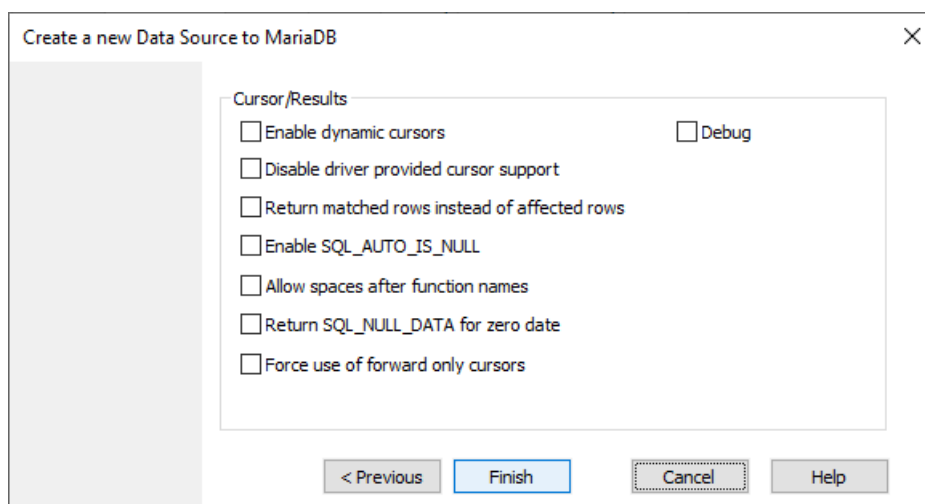 Create a new Data Source to MariaDB
Cursor/Results
Enable dynamic cursors
Debug
Disable driver provided cursor support
Return matched rows instead of affected rows
Enable SQL_AUTO_IS_NULL
Allow spaces after function names
Return SQL_NULL_DATA for zero date
Force use of forward only cursors
< Previous
Finish
Cancel
Help